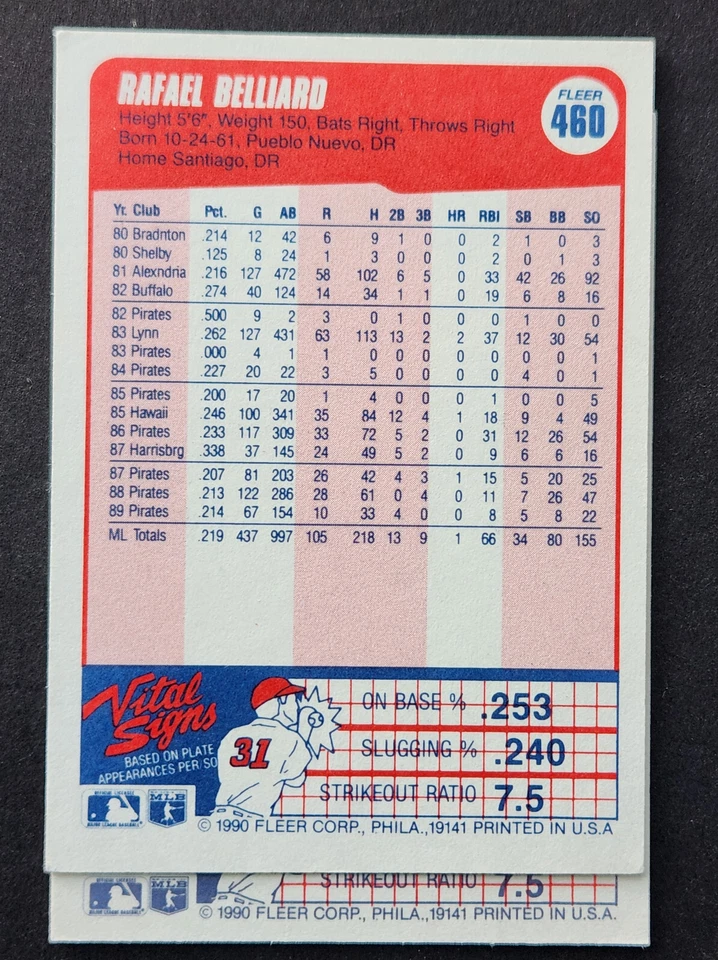 RAFAEL BELLIARD
FLEER
460
Height 5'6", Weight 150, Bats Right, Throws Right
Born 10-24-61, Pueblo Nuevo, DR
Home Santiago, DR
Yr. Club Pct. G AB R H 2B 3B HR RBI SB BB SO
80 Bradnton .214 12 42 6 9 1 0 0 2 1 0 3
80 Shelby .125 8 24 1 3 0 0 0 2 0 1 3
81 Alexndria .216 127 472 58 102 6 5 0 33 42 26 92
82 Buffalo .274 40 124 14 34 1 1 0 19 6 8 16
82 Pirates .500 9 2 3 0 1 0 0 0 1 0 0
83 Lynn .262 127 431 63 113 13 2 2 37 12 30 54
83 Pirates .000 4 1 1 0 0 0 0 0 0 0 1
84 Pirates .227 20 22 3 5 0 0 0 0 4 0 1
85 Pirates .200 17 20 1 4 0 0 0 1 0 0 5
85 Hawaii .246 100 341 35 84 12 4 1 18 9 4 49
86 Pirates .233 117 309 33 72 5 2 0 31 12 26 54
87 Harrisbrg .338 37 145 24 49 5 2 0 9 6 6 16
87 Pirates .207 81 203 26 42 4 3 1 15 5 20 25
88 Pirates .213 122 286 28 61 0 4 0 11 7 26 47
89 Pirates .214 67 154 10 33 4 0 0 8 5 8 22
ML Totals .219 437 997 105 218 13 9 1 66 34 80 155
Vital
Signs
BASED ON PLATE
APPEARANCES PER SO
31
ON BASE % .253
SLUGGING % .240
STRIKEOUT RATIO 7.5
MLB
© 1990 FLEER CORP., PHILA.,19141 PRINTED IN U.S.A
STRIKEOUT RATIO 7.5
MLB
© 1990 FLEER CORP., PHILA.,19141 PRINTED IN U.S.A.